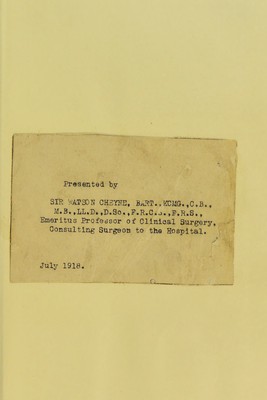 Presented by
SIR WATSON CHEYNE, BART., KCMG., C.B.,
M.B., LL.D., D.Sc., F.R.C.S., F.R.S.,
Emeritus Professor of Clinical Surgery,
Consulting Surgeon to the Hospital.
July 1918.